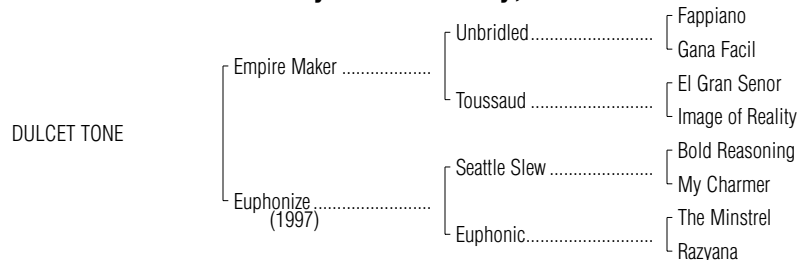 Fappiano
Unbridled
Gana Facil
Empire Maker
El Gran Senor
Toussaud
Image of Reality
DULCET TONE
Bold Reasoning
Seattle Slew
My Charmer
Euphonize
(1997)
The Minstrel
Euphonic
Razyana